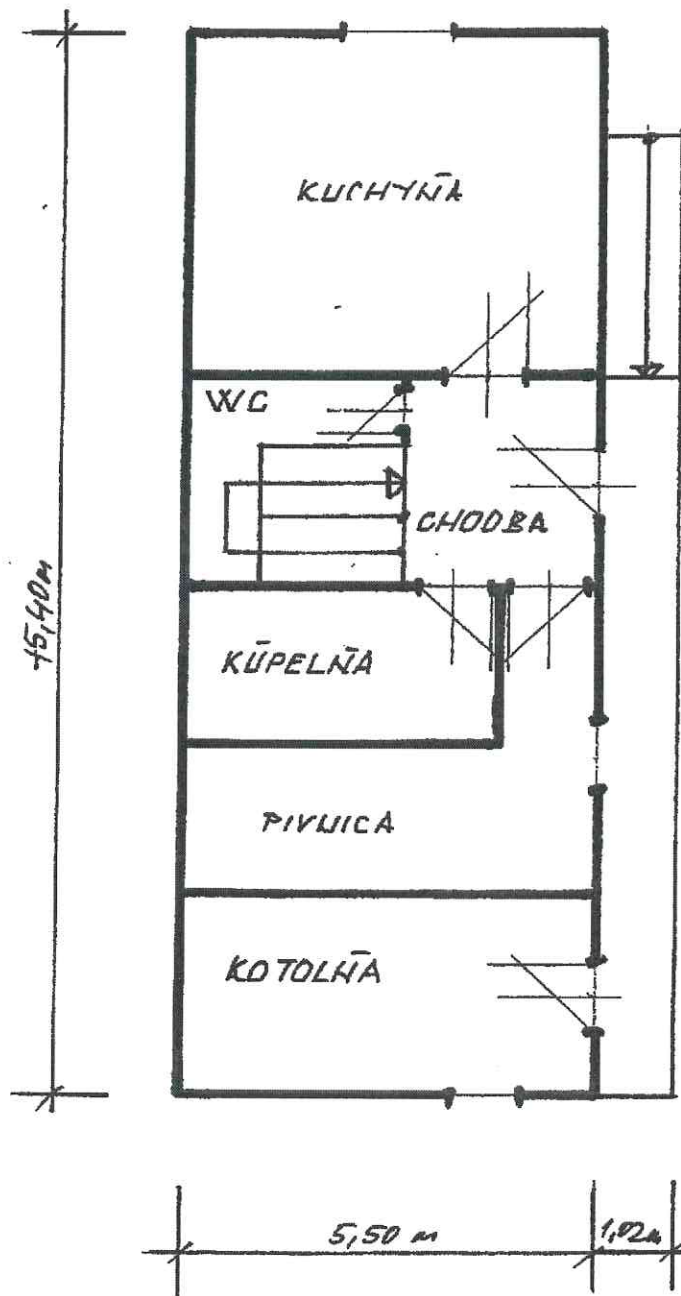 KUCHYŇA
WC
CHODBA
15,40m
KÚPELŇA
PIVNICA
KOTOLŇA
5,50 m
1,02m